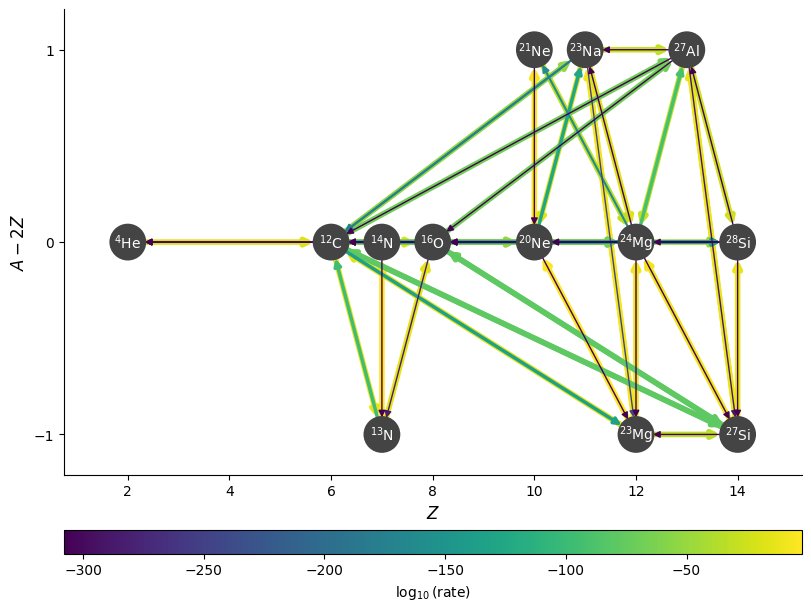 1
²¹Ne ²³Na ²⁷Al
A − 2Z
0
⁴He ¹²C ¹⁴N ¹⁶O ²⁰Ne ²⁴Mg ²⁸Si
−1
¹³N ²³Mg ²⁷Si
2 4 6 8 10 12 14
Z
−300 −250 −200 −150 −100 −50
log₁₀(rate)